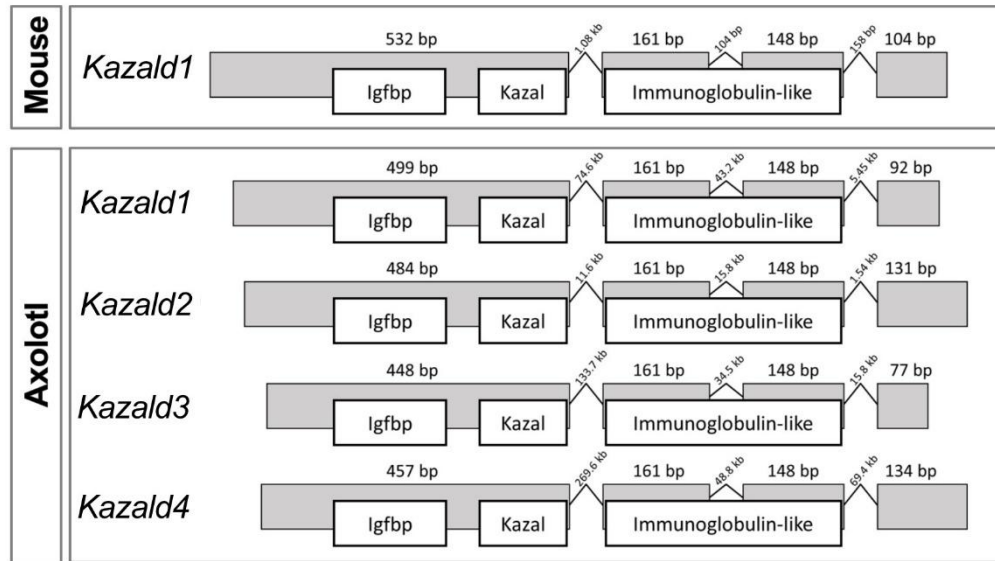 Mouse
Kazald1
532 bp 1.08 kb 161 bp 104 bp 148 bp 158 bp 104 bp
Igfbp Kazal Immunoglobulin-like
Axolotl
Kazald1
499 bp 74.6 kb 161 bp 43.2 kb 148 bp 5.45 kb 92 bp
Igfbp Kazal Immunoglobulin-like
Kazald2
484 bp 11.6 kb 161 bp 15.8 kb 148 bp 1.54 kb 131 bp
Igfbp Kazal Immunoglobulin-like
Kazald3
448 bp 133.7 kb 161 bp 34.5 kb 148 bp 15.8 kb 77 bp
Igfbp Kazal Immunoglobulin-like
Kazald4
457 bp 269.6 kb 161 bp 48.8 kb 148 bp 69.4 kb 134 bp
Igfbp Kazal Immunoglobulin-like